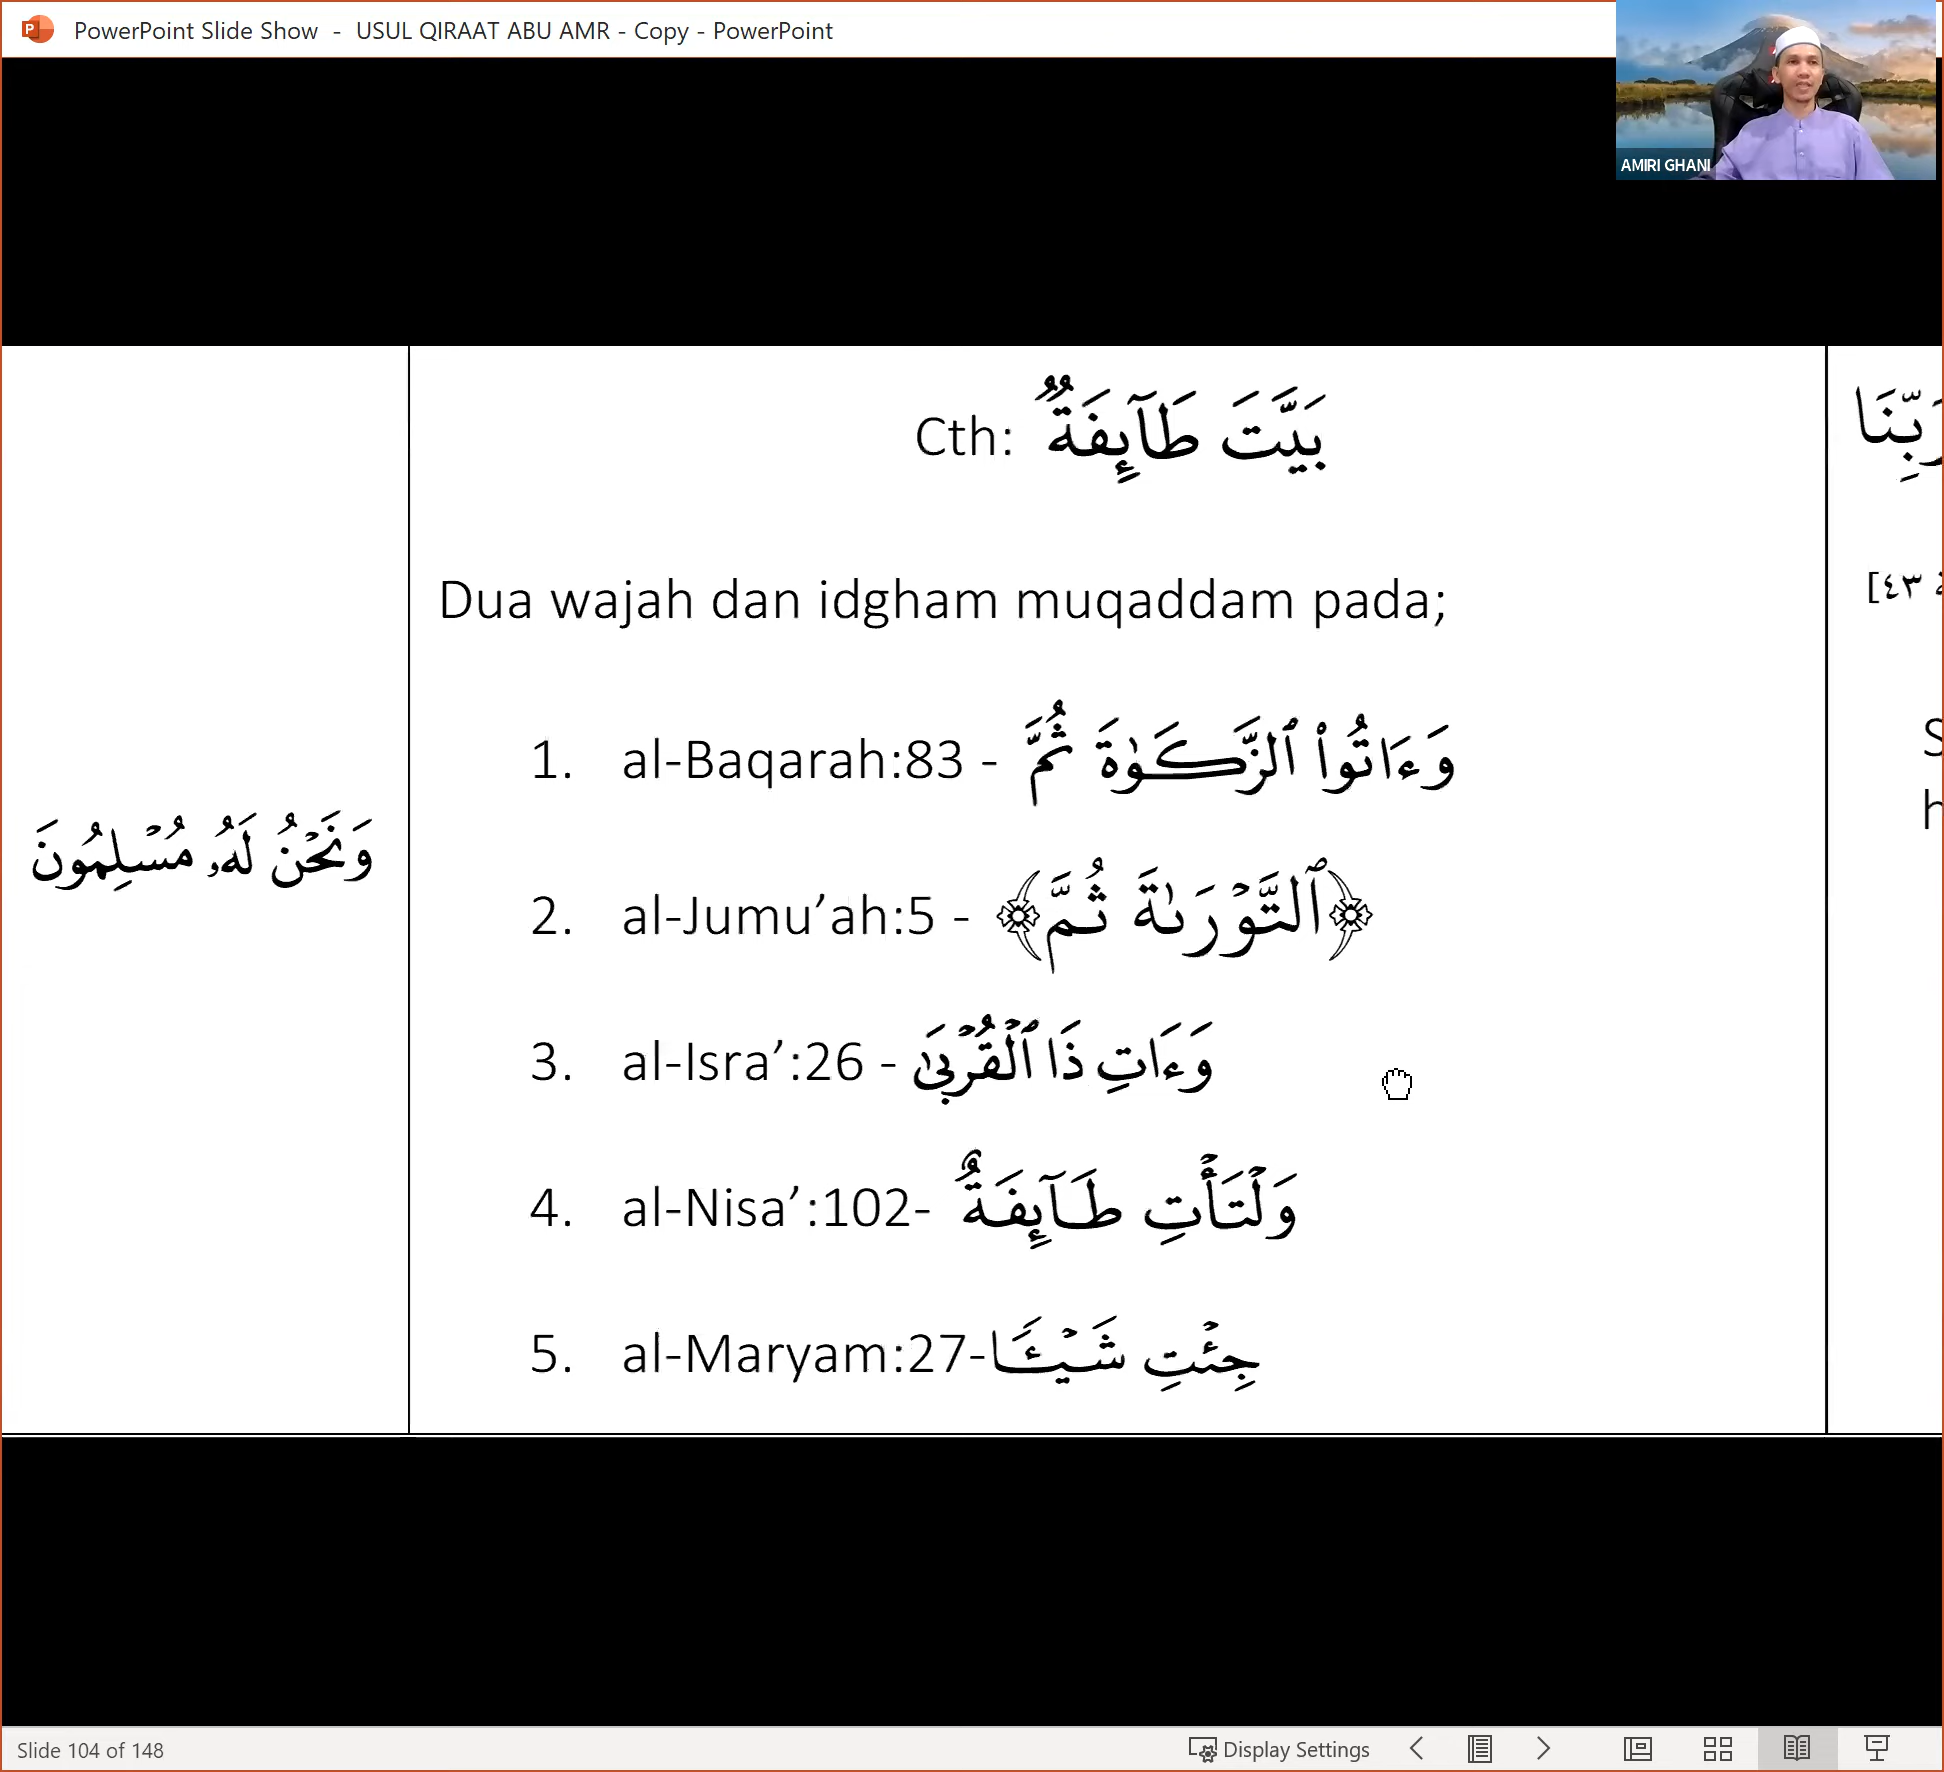 PowerPoint Slide Show - USUL QIRAAT ABU AMR - Copy - PowerPoint
AMIRI GHANI
Cth: بَيَّتَ طَآئِفَةٌ
Dua wajah dan idgham muqaddam pada;
1. al-Baqarah:83 - وَءَاتُوا۟ ٱلزَّكَوٰةَ ثُمَّ
2. al-Jumu’ah:5 - ﴿ٱلتَّوۡرَىٰةَ ثُمَّ﴾
3. al-Isra’:26 - وَءَاتِ ذَا ٱلۡقُرۡبَىٰ
4. al-Nisa’:102- وَلۡتَأۡتِ طَآئِفَةٌ
5. al-Maryam:27-جِئۡتِ شَيۡـٔٗا
وَنَحۡنُ لَهُۥ مُسۡلِمُونَ
رَبِّنَا
٤٣]
Slide 104 of 148
Display Settings